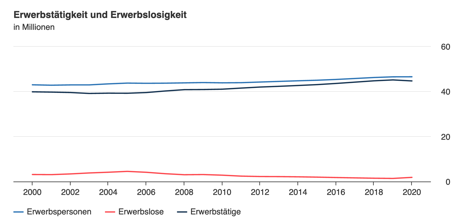 Erwerbstätigkeit und Erwerbslosigkeit
in Millionen
60
40
20
0
2000 2002 2004 2006 2008 2010 2012 2014 2016 2018 2020
Erwerbspersonen Erwerbslose Erwerbstätige